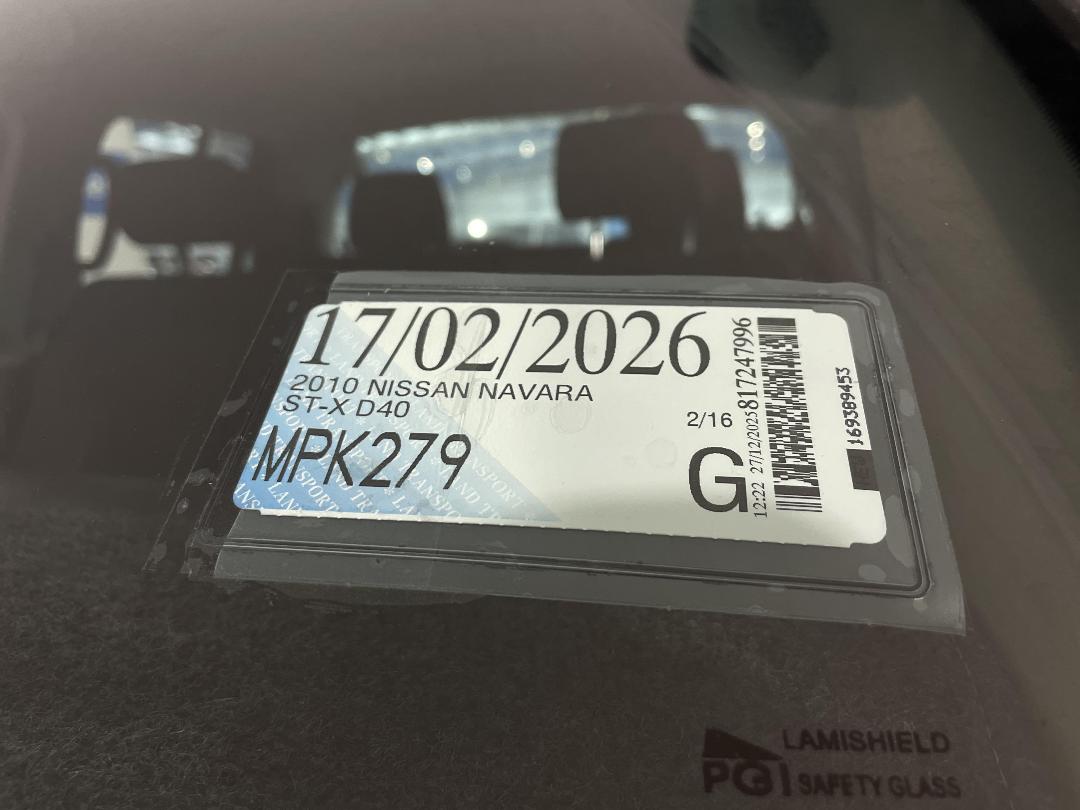 17/02/2026
2010 NISSAN NAVARA
ST-X D40
MPK279
2/16
G
12:22 27/12/2025 817247996
169389453
LAMISHIELD
PG SAFETY GLASS